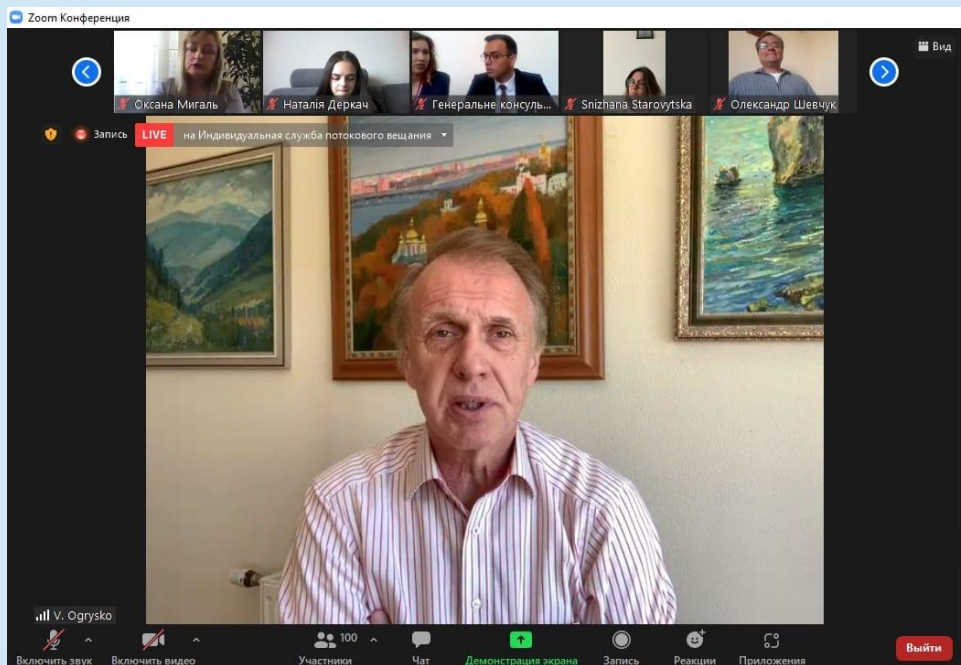 Zoom Конференция
Вид
Оксана Мигаль
Наталія Деркач
Генеральне консуль...
Snizhana Starovytska
Олександр Шевчук
Запись
LIVE
на Индивидуальная служба потокового вещания
V. Ogrysko
100
Включить звук
Включить видео
Участники
Чат
Демонстрация экрана
Запись
Реакции
Приложения
Выйти